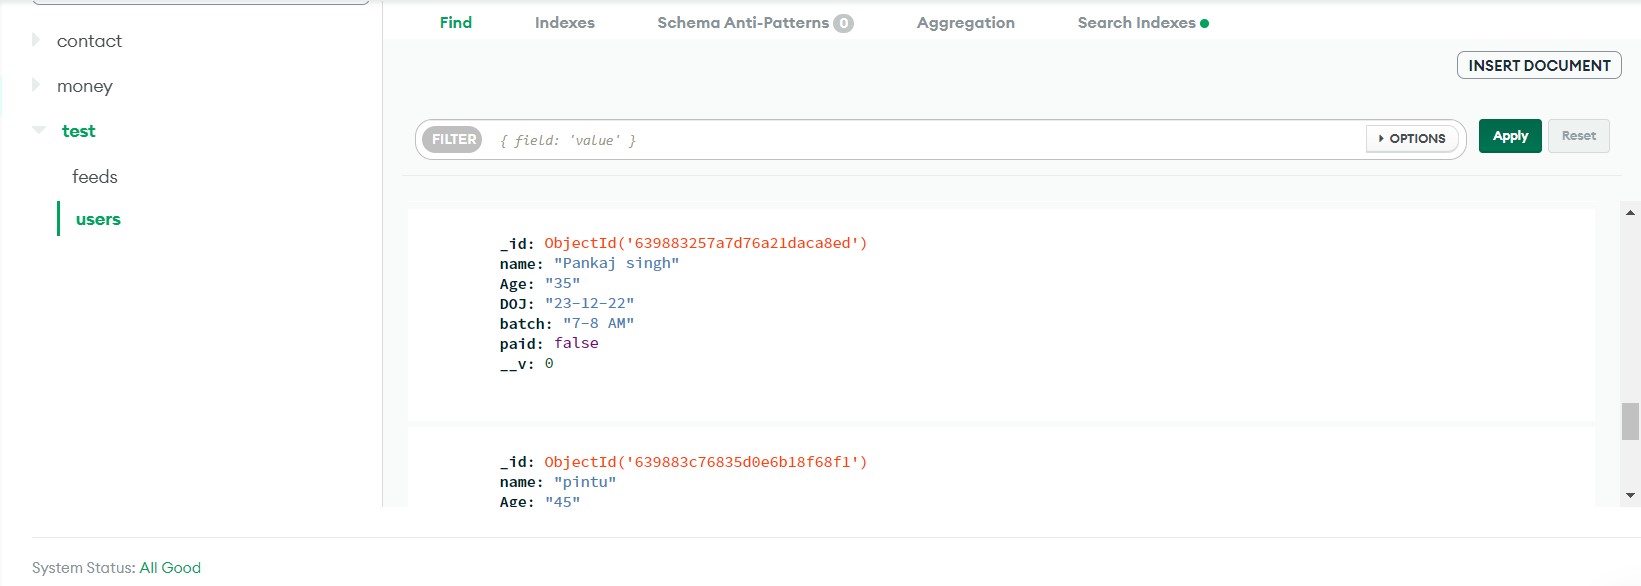 Find Indexes Schema Anti-Patterns 0 Aggregation Search Indexes
contact
money
test
feeds
users
INSERT DOCUMENT
FILTER { field: 'value' } OPTIONS Apply Reset
_id: ObjectId('639883257a7d76a21daca8ed')
name: "Pankaj singh"
Age: "35"
DOJ: "23-12-22"
batch: "7-8 AM"
paid: false
__v: 0
_id: ObjectId('639883c76835d0e6b18f68f1')
name: "pintu"
Age: "45"
System Status: All Good